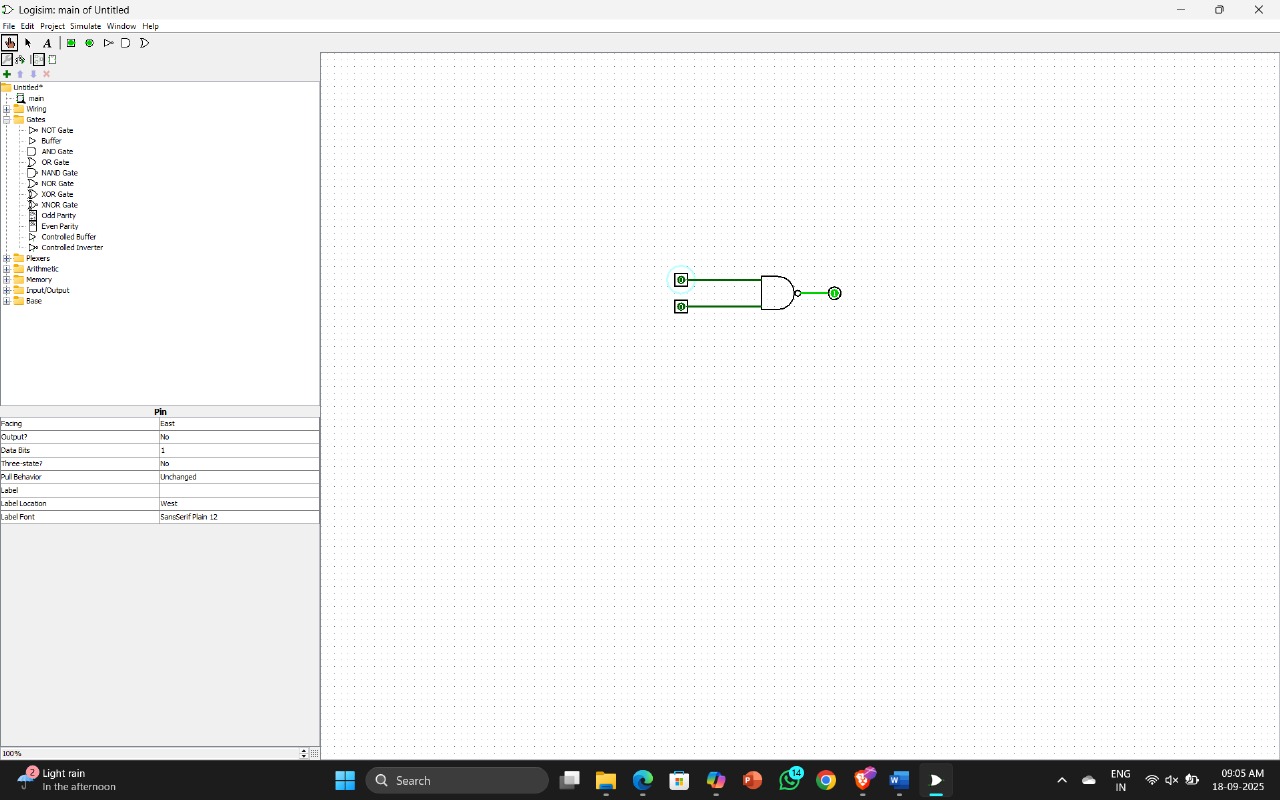 Logisim: main of Untitled
File Edit Project Simulate Window Help
A
Untitled*
main
Wiring
Gates
NOT Gate
Buffer
AND Gate
OR Gate
NAND Gate
NOR Gate
XOR Gate
XNOR Gate
Odd Parity
Even Parity
Controlled Buffer
Controlled Inverter
Plexers
Arithmetic
Memory
Input/Output
Base
0
0
1
Pin
Facing East
Output? No
Data Bits 1
Three-state? No
Pull Behavior Unchanged
Label
Label Location West
Label Font SansSerif Plain 12
100%
2
Light rain
In the afternoon
Search
P
14
W
ENG
IN
09:05 AM
18-09-2025